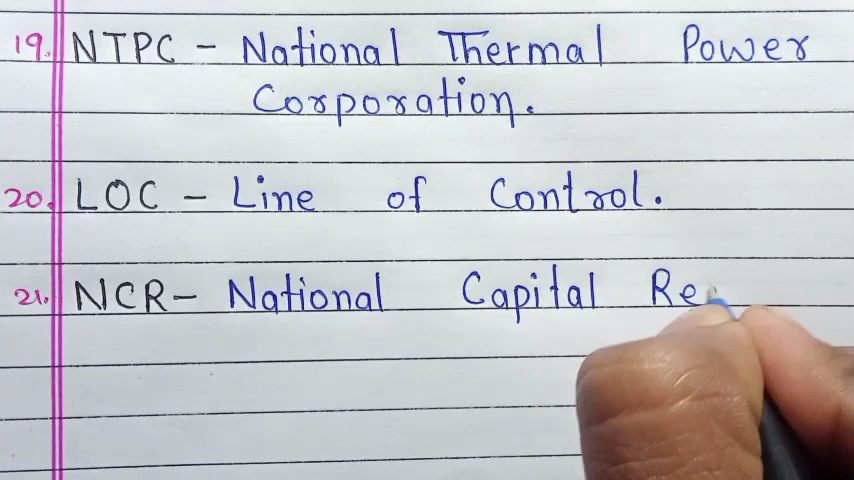 19. NTPC - National Thermal Power
Corporation.
20. LOC - Line of Control.
21. NCR - National Capital Re